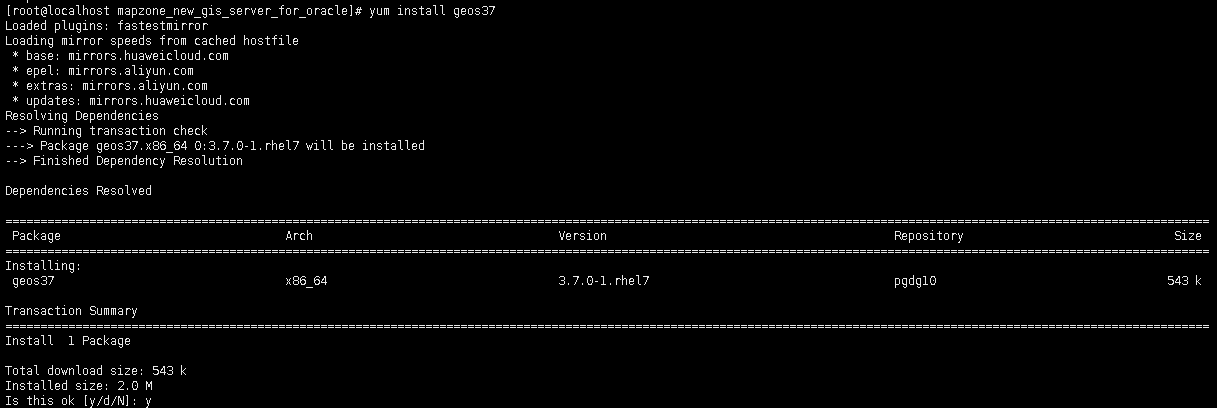 [root@localhost mapzone_new_gis_server_for_oracle]# yum install geos37
Loaded plugins: fastestmirror
Loading mirror speeds from cached hostfile
 * base: mirrors.huaweicloud.com
 * epel: mirrors.aliyun.com
 * extras: mirrors.aliyun.com
 * updates: mirrors.huaweicloud.com
Resolving Dependencies
--> Running transaction check
---> Package geos37.x86_64 0:3.7.0-1.rhel7 will be installed
--> Finished Dependency Resolution
Dependencies Resolved
Package Arch Version Repository Size
Installing:
geos37 x86_64 3.7.0-1.rhel7 pgdg10 543 k
Transaction Summary
Install  1 Package
Total download size: 543 k
Installed size: 2.0 M
Is this ok [y/d/N]: y